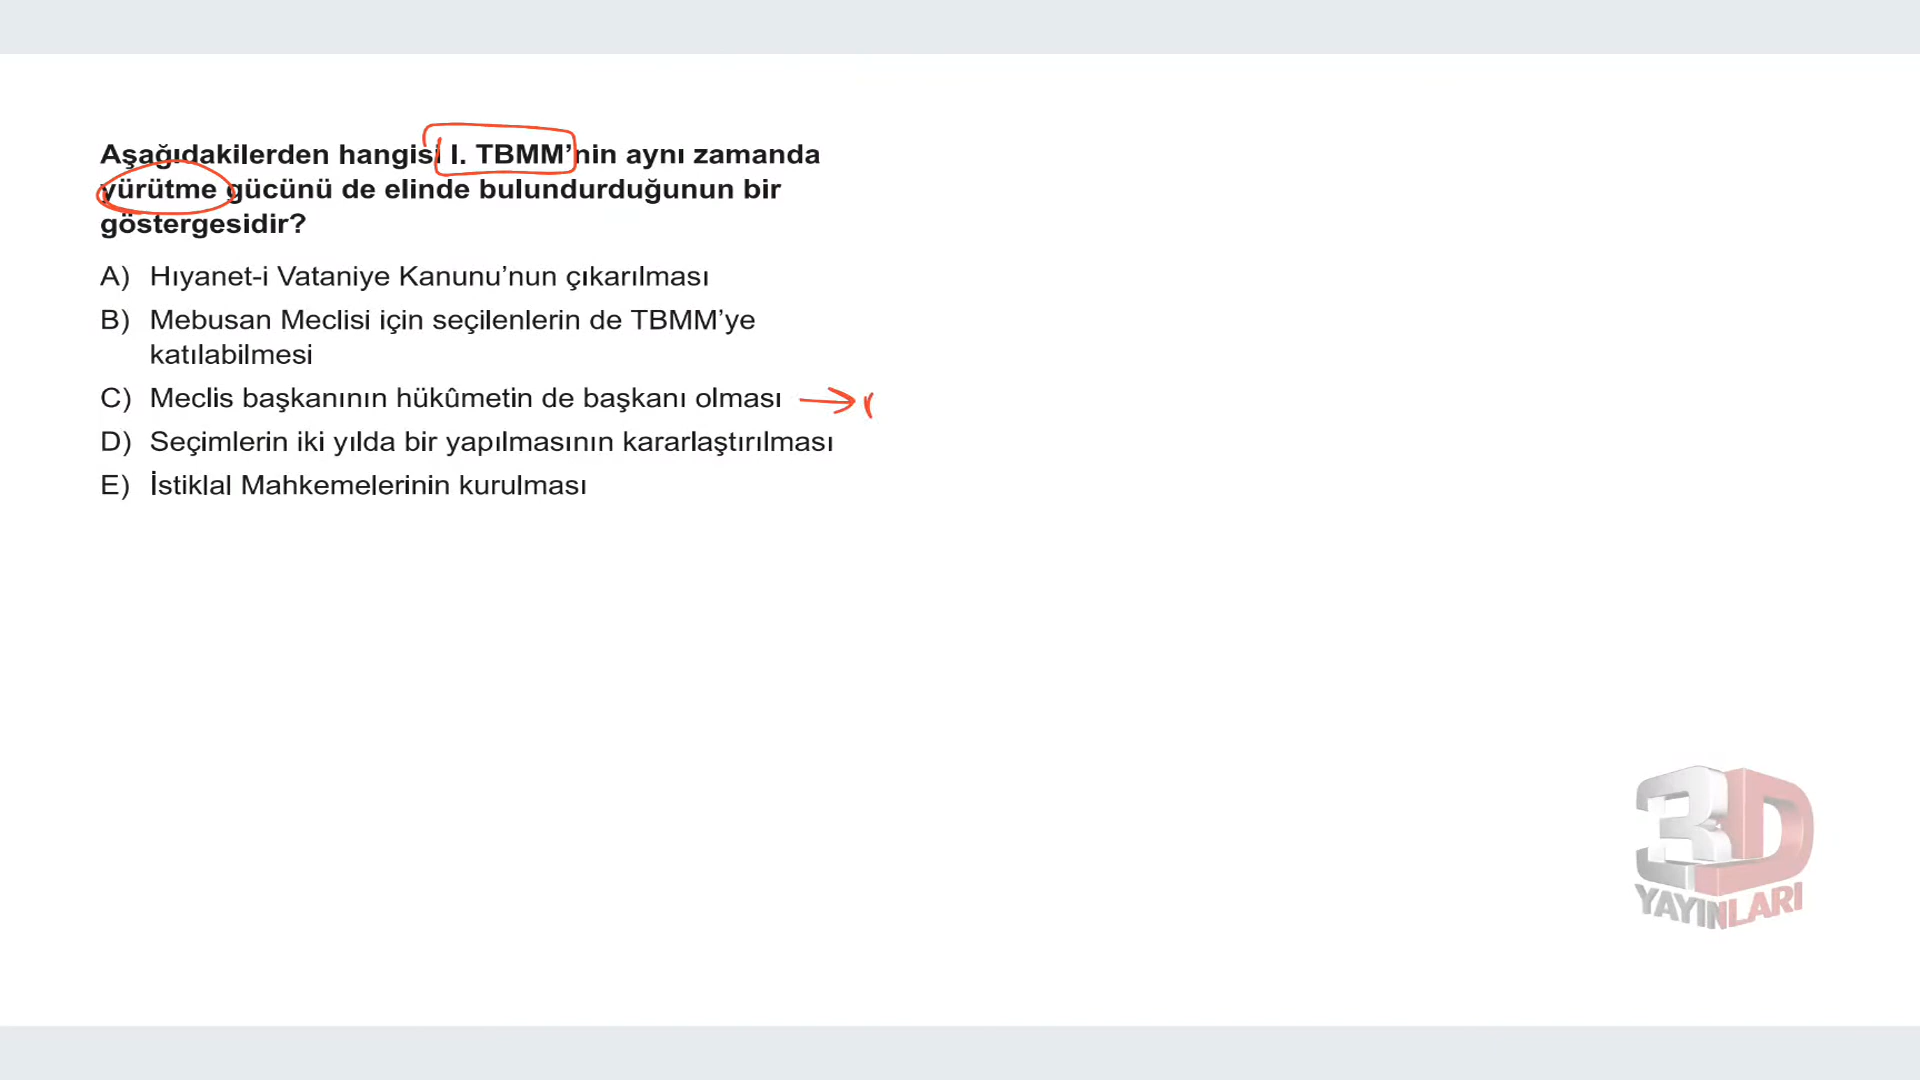 Aşağıdakilerden hangisi I. TBMM’nin aynı zamanda
yürütme gücünü de elinde bulundurduğunun bir
göstergesidir?
A) Hıyanet-i Vataniye Kanunu’nun çıkarılması
B) Mebusan Meclisi için seçilenlerin de TBMM’ye
katılabilmesi
C) Meclis başkanının hükûmetin de başkanı olması
D) Seçimlerin iki yılda bir yapılmasının kararlaştırılması
E) İstiklal Mahkemelerinin kurulması
3D
YAYINLARI